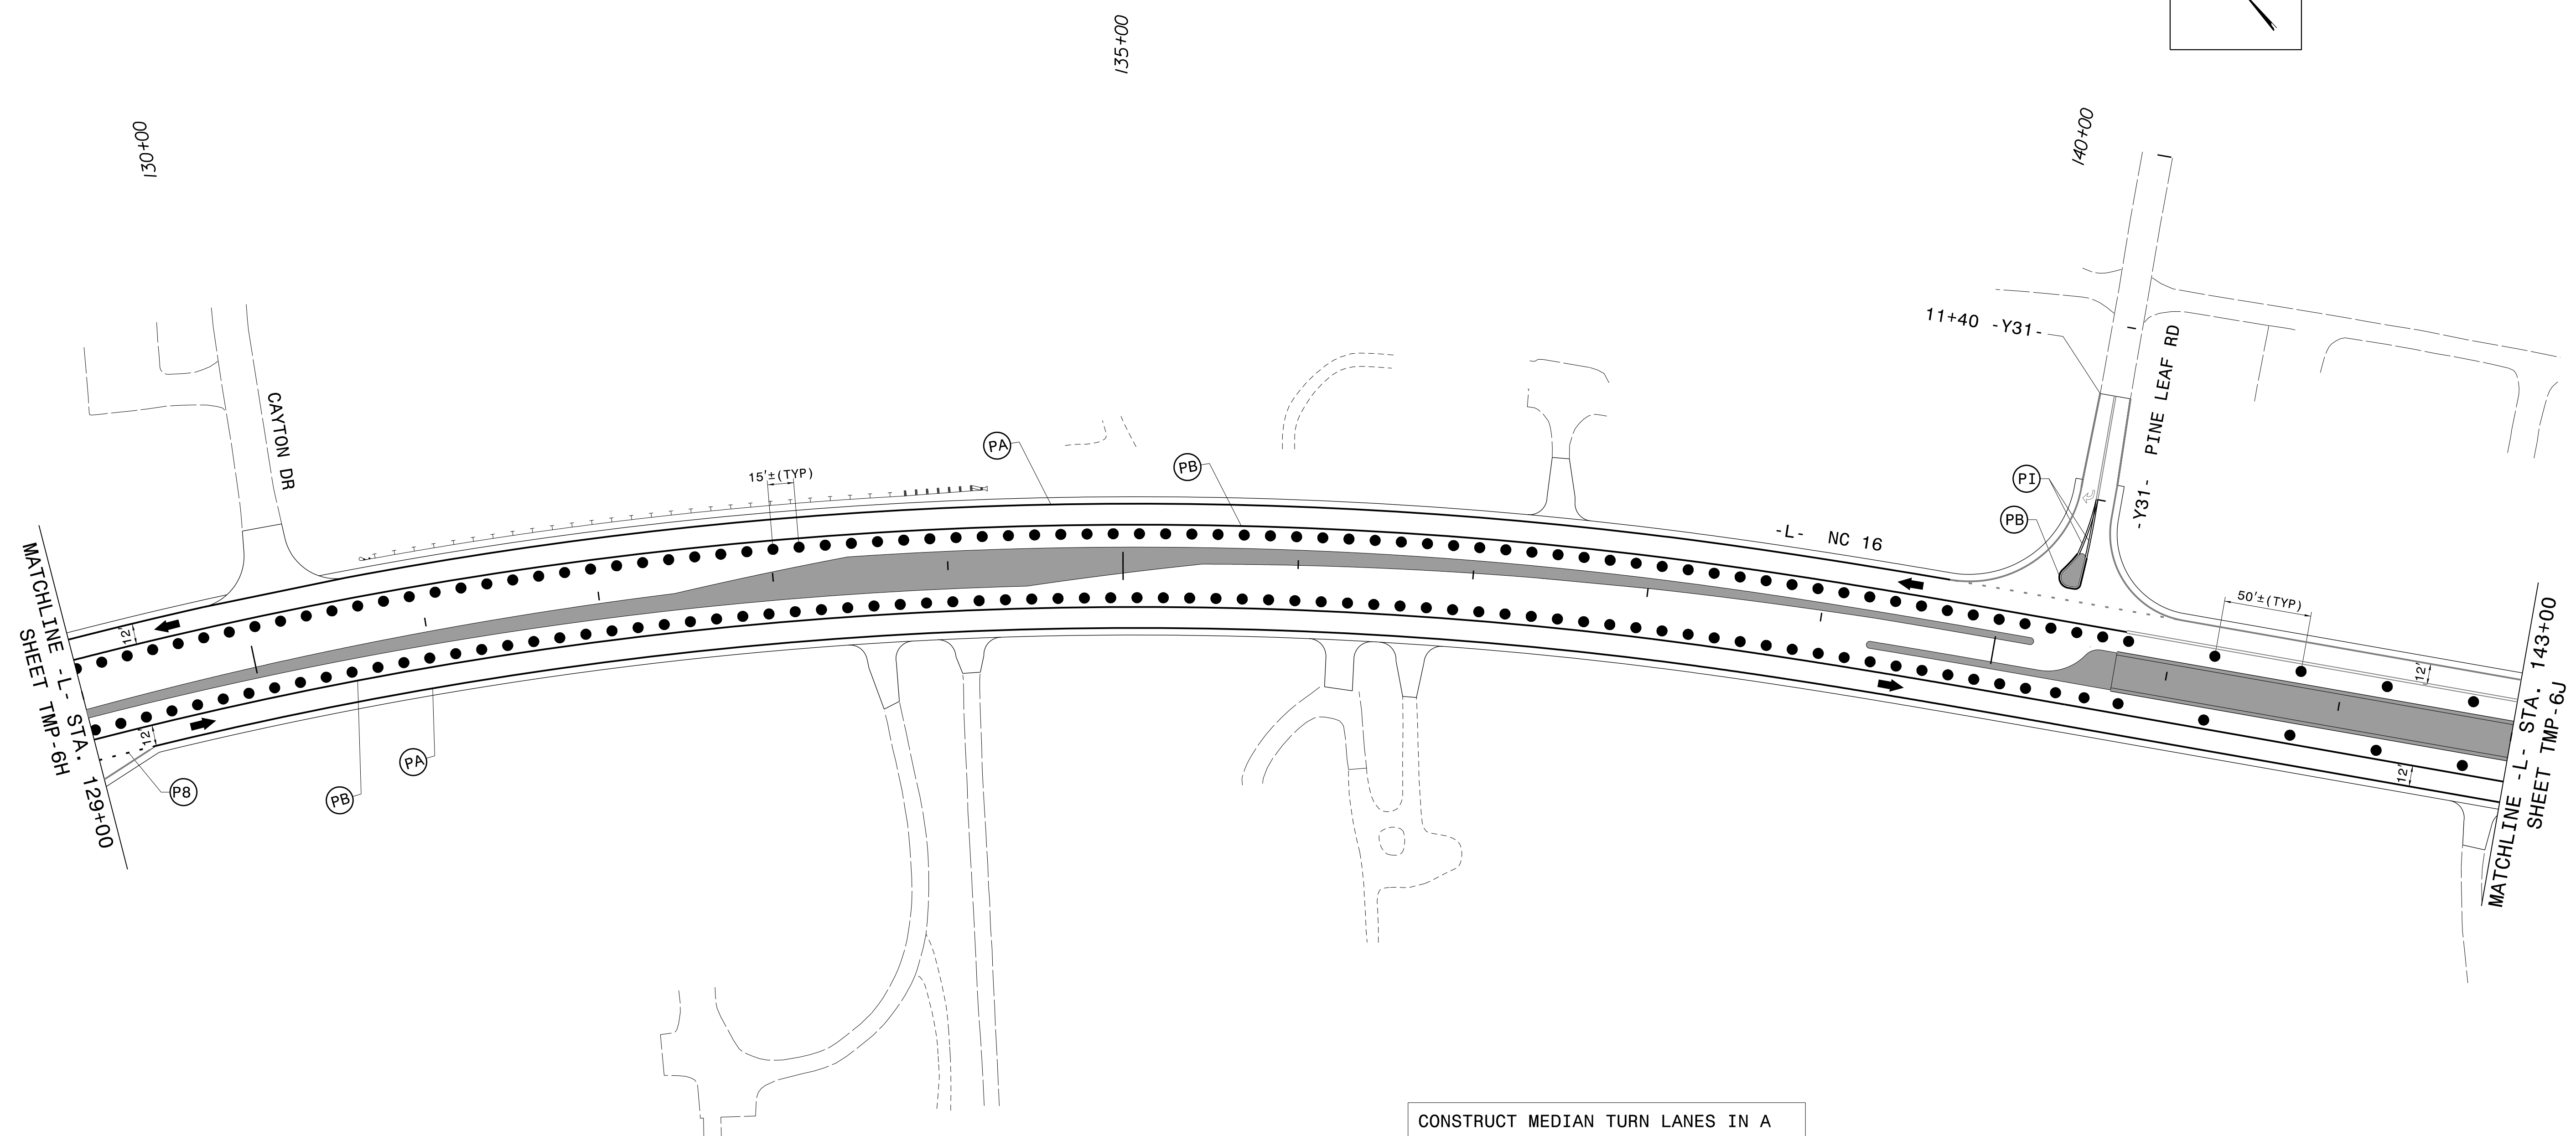 135+00
130+00
140+00
11+40 -Y31-
-Y31- PINE LEAF RD
CAYTON DR
PA
PB
15'±(TYP)
PI
PB
-L- NC 16
50'±(TYP)
12'
12'
12'
12'
MATCHLINE -L- STA. 129+00
SHEET TMP-6H
MATCHLINE -L- STA. 143+00
SHEET TMP-6J
P8
PB
PA
CONSTRUCT MEDIAN TURN LANES IN A